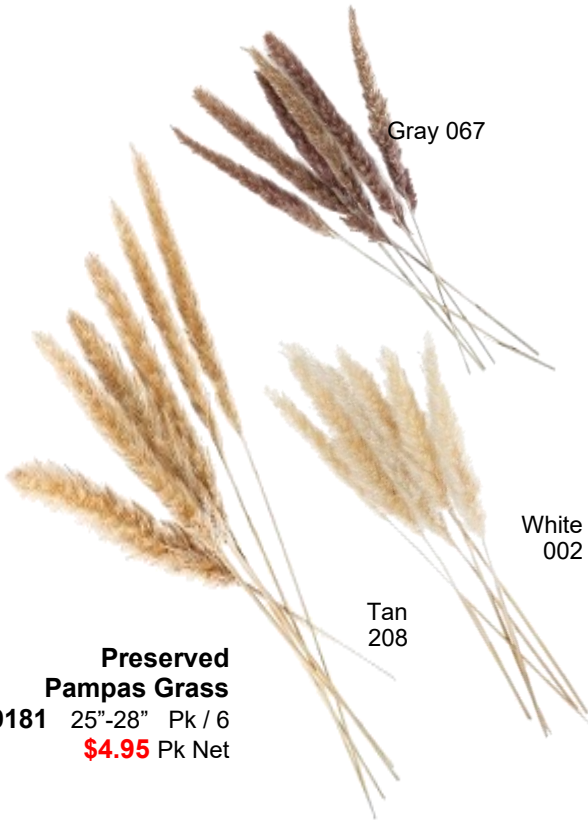 Gray 067
White
002
Tan
208
Preserved
Pampas Grass
25”-28” Pk / 6
$4.95 Pk Net